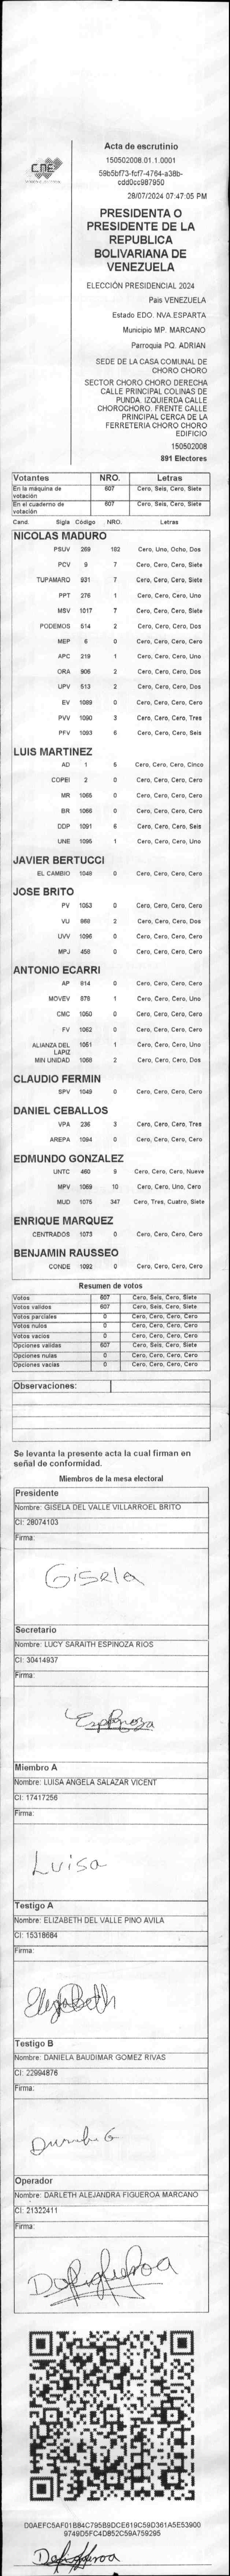 CNE
Acta de escrutinio
150502008.01.1.0001
59b5bf73-fcf7-4764-a38b-
cdd0cc987950
28/07/2024 07:47:05 PM
PRESIDENTA O
PRESIDENTE DE LA
REPUBLICA
BOLIVARIANA DE
VENEZUELA
ELECCIÓN PRESIDENCIAL 2024
Pais VENEZUELA
Estado EDO. NVA.ESPARTA
Municipio MP. MARCANO
Parroquia PQ. ADRIAN
SEDE DE LA CASA COMUNAL DE
CHORO CHORO
SECTOR CHORO CHORO DERECHA
CALLE PRINCIPAL COLINAS DE
PUNDA. IZQUIERDA CALLE
CHOROCHORO. FRENTE CALLE
PRINCIPAL CERCA DE LA
FERRETERIA CHORO CHORO
EDIFICIO
150502008
891 Electores
Votantes NRO. Letras
En la máquina de votación 607 Cero, Seis, Cero, Siete
En el cuaderno de votación 607 Cero, Seis, Cero, Siete
Cand. Sigla Código NRO. Letras
NICOLAS MADURO
PSUV 269 182 Cero, Uno, Ocho, Dos
PCV 9 7 Cero, Cero, Cero, Siete
TUPAMARO 931 7 Cero, Cero, Cero, Siete
PPT 276 1 Cero, Cero, Cero, Uno
MSV 1017 7 Cero, Cero, Cero, Siete
PODEMOS 514 2 Cero, Cero, Cero, Dos
MEP 6 0 Cero, Cero, Cero, Cero
APC 219 1 Cero, Cero, Cero, Uno
ORA 906 2 Cero, Cero, Cero, Dos
UPV 513 2 Cero, Cero, Cero, Dos
EV 1089 0 Cero, Cero, Cero, Cero
PVV 1090 3 Cero, Cero, Cero, Tres
PFV 1093 6 Cero, Cero, Cero, Seis
LUIS MARTINEZ
AD 1 5 Cero, Cero, Cero, Cinco
COPEI 2 0 Cero, Cero, Cero, Cero
MR 1065 0 Cero, Cero, Cero, Cero
BR 1066 0 Cero, Cero, Cero, Cero
DDP 1091 6 Cero, Cero, Cero, Seis
UNE 1095 1 Cero, Cero, Cero, Uno
JAVIER BERTUCCI
EL CAMBIO 1048 0 Cero, Cero, Cero, Cero
JOSE BRITO
PV 1053 0 Cero, Cero, Cero, Cero
VU 868 2 Cero, Cero, Cero, Dos
UVV 1096 0 Cero, Cero, Cero, Cero
MPJ 456 0 Cero, Cero, Cero, Cero
ANTONIO ECARRI
AP 914 0 Cero, Cero, Cero, Cero
MOVEV 878 1 Cero, Cero, Cero, Uno
CMC 1050 0 Cero, Cero, Cero, Cero
FV 1062 0 Cero, Cero, Cero, Cero
ALIANZA DEL LAPIZ 1051 1 Cero, Cero, Cero, Uno
MIN UNIDAD 1068 2 Cero, Cero, Cero, Dos
CLAUDIO FERMIN
SPV 1049 0 Cero, Cero, Cero, Cero
DANIEL CEBALLOS
VPA 236 3 Cero, Cero, Cero, Tres
AREPA 1094 0 Cero, Cero, Cero, Cero
EDMUNDO GONZALEZ
UNTC 460 9 Cero, Cero, Cero, Nueve
MPV 1069 10 Cero, Cero, Uno, Cero
MUD 1075 347 Cero, Tres, Cuatro, Siete
ENRIQUE MARQUEZ
CENTRADOS 1073 0 Cero, Cero, Cero, Cero
BENJAMIN RAUSSEO
CONDE 1092 0 Cero, Cero, Cero, Cero
Resumen de votos
Votos 607 Cero, Seis, Cero, Siete
Votos validos 607 Cero, Seis, Cero, Siete
Votos parciales 0 Cero, Cero, Cero, Cero
Votos nulos 0 Cero, Cero, Cero, Cero
Votos vacios 0 Cero, Cero, Cero, Cero
Opciones validas 607 Cero, Seis, Cero, Siete
Opciones nulas 0 Cero, Cero, Cero, Cero
Opciones vacias 0 Cero, Cero, Cero, Cero
Observaciones:
Se levanta la presente acta la cual firman en
señal de conformidad.
Miembros de la mesa electoral
Presidente
Nombre: GISELA DEL VALLE VILLARROEL BRITO
CI: 28074103
Firma:
Gisela
Secretario
Nombre: LUCY SARAITH ESPINOZA RIOS
CI: 30414937
Firma:
Espinoza
Miembro A
Nombre: LUISA ANGELA SALAZAR VICENT
CI: 17417256
Firma:
Luisa
Testigo A
Nombre: ELIZABETH DEL VALLE PINO AVILA
CI: 15318684
Firma:
Elizabeth
Testigo B
Nombre: DANIELA BAUDIMAR GOMEZ RIVAS
CI: 22994876
Firma:
Operador
Nombre: DARLETH ALEJANDRA FIGUEROA MARCANO
CI: 21322411
Firma:
DFigueroa
D0AEFC5AF01B84C795B9DCE619C59D361A5E53900
9749D5FC4D852C59A759295